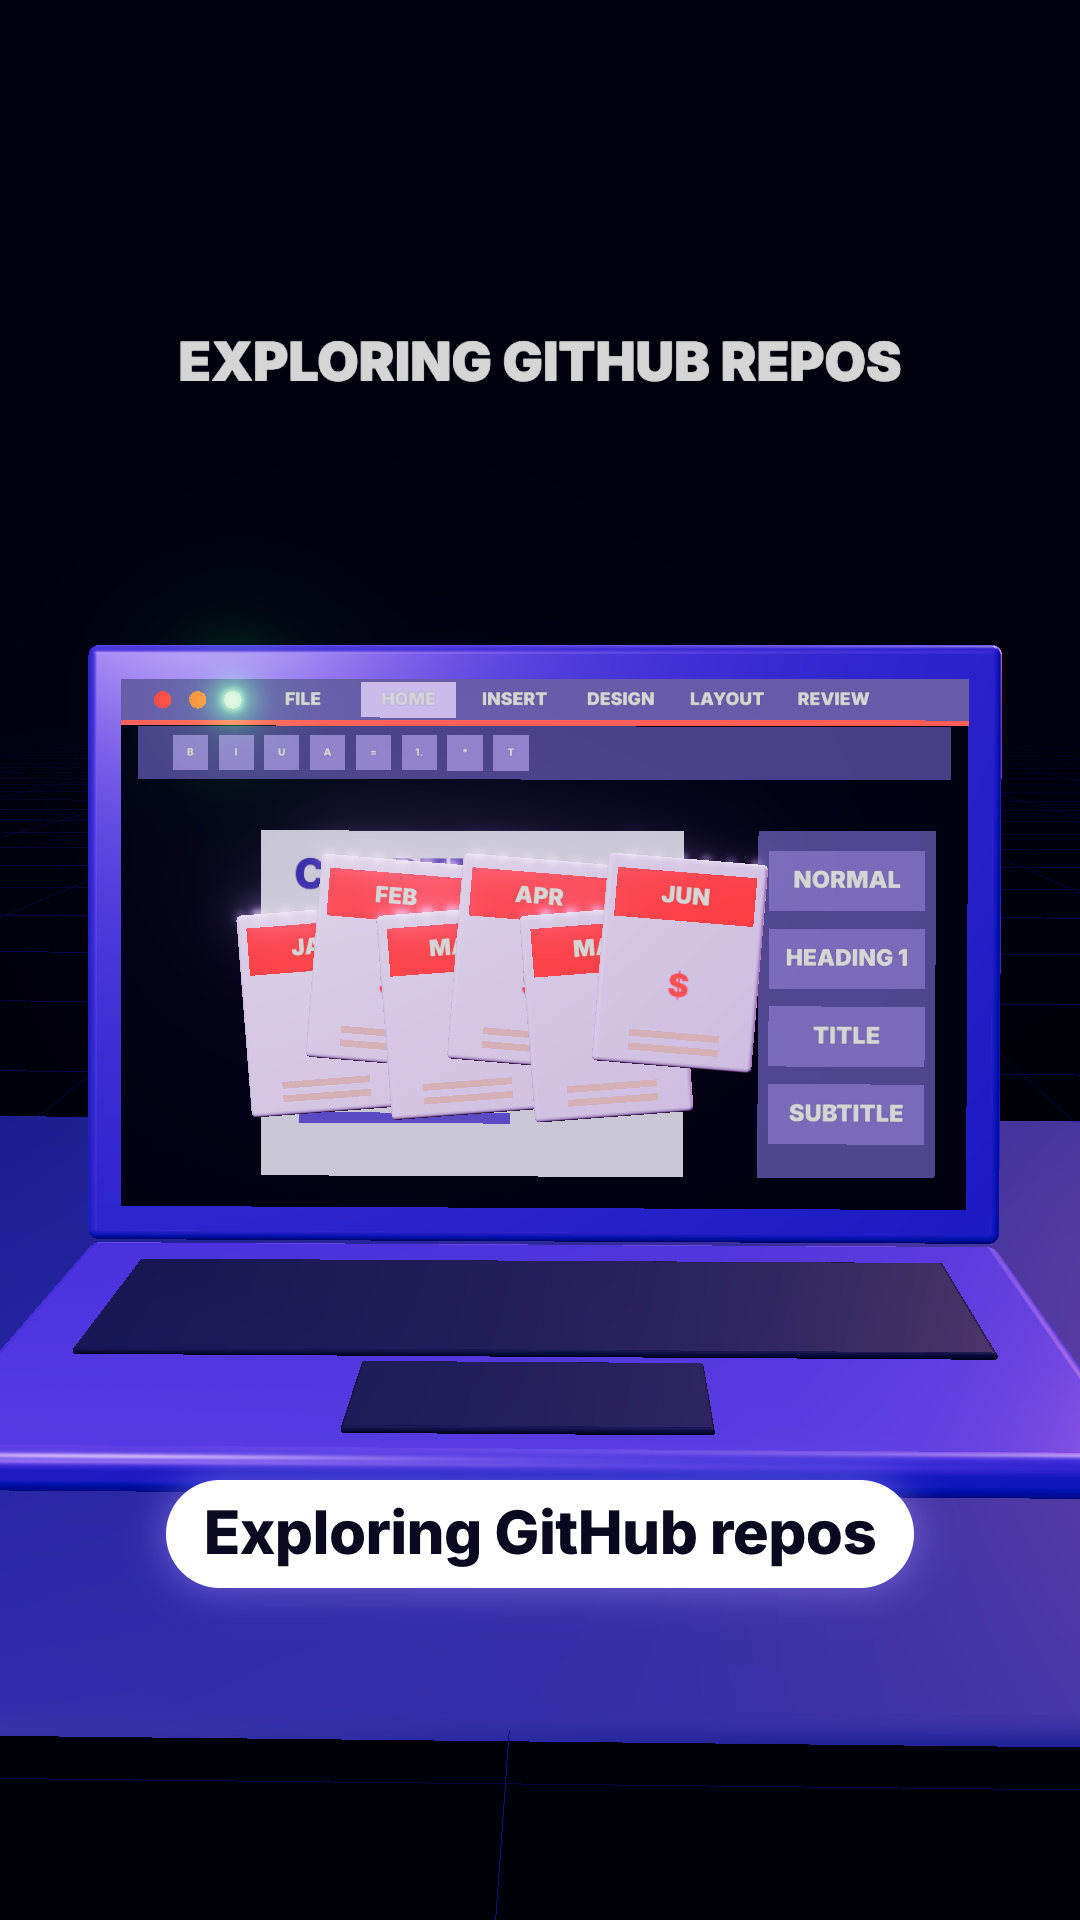 EXPLORING GITHUB REPOS
FILE HOME INSERT DESIGN LAYOUT REVIEW
B I U A = 1. * T
FEB APR JUN
$
NORMAL
HEADING 1
TITLE
SUBTITLE
Exploring GitHub repos